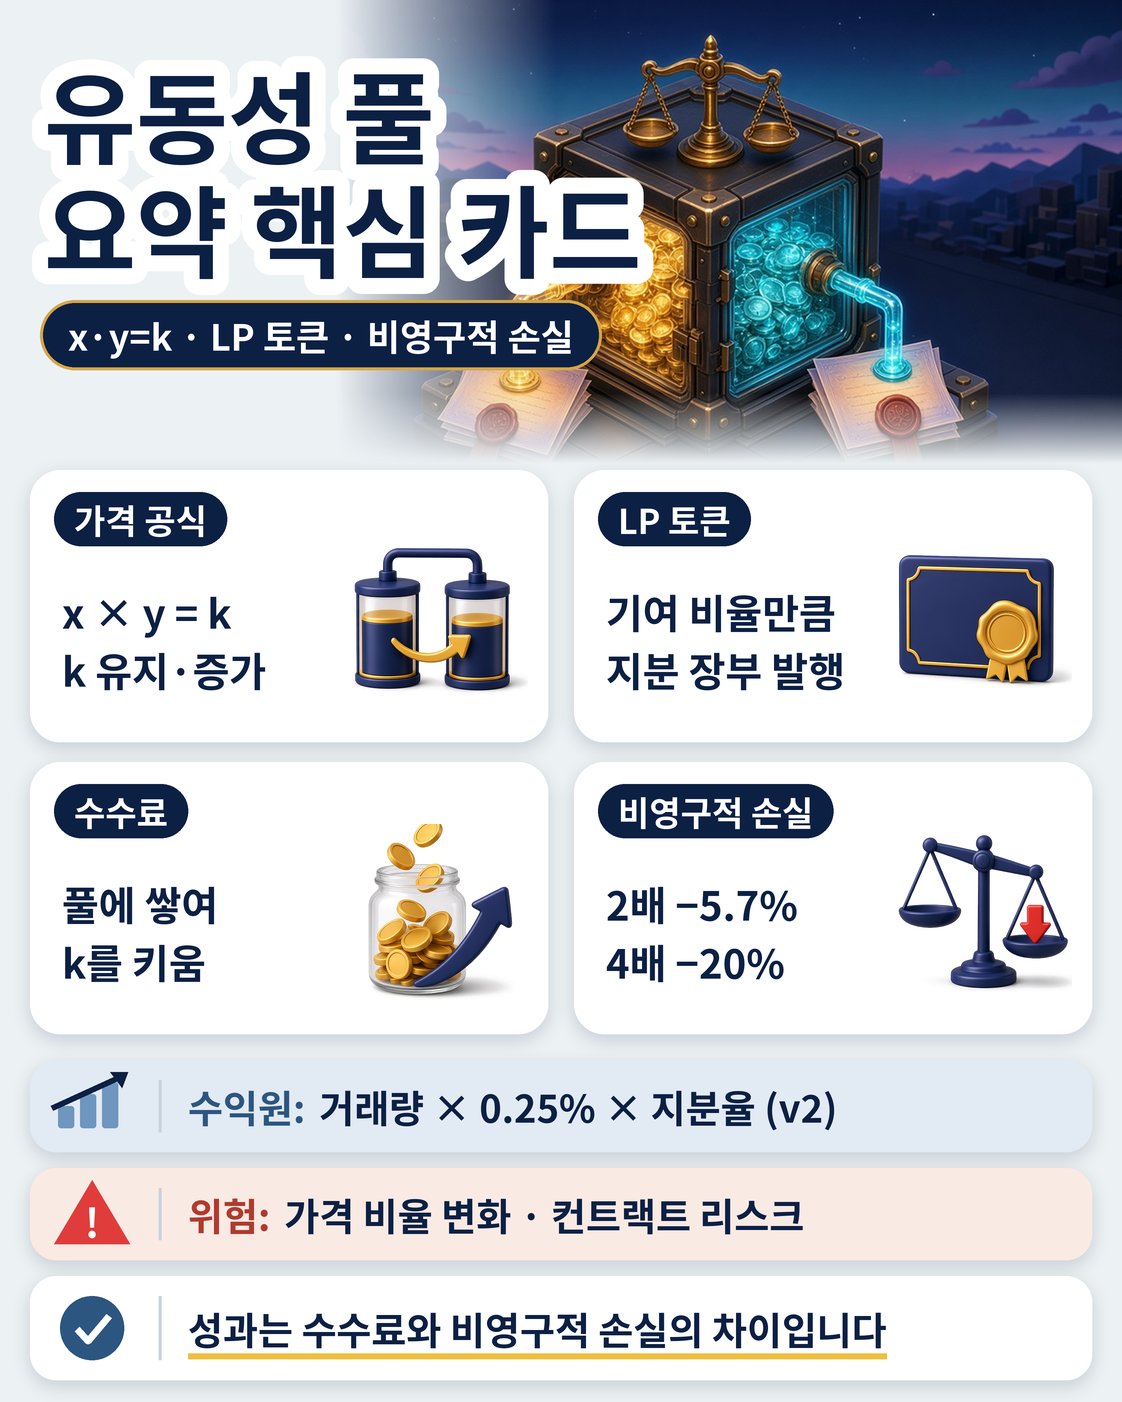 유동성 풀
요약 핵심 카드
x·y=k · LP 토큰 · 비영구적 손실
가격 공식
x × y = k
k 유지·증가
LP 토큰
기여 비율만큼
지분 장부 발행
수수료
풀에 쌓여
k를 키움
비영구적 손실
2배 −5.7%
4배 −20%
수익원: 거래량 × 0.25% × 지분율 (v2)
위험: 가격 비율 변화 · 컨트랙트 리스크
성과는 수수료와 비영구적 손실의 차이입니다